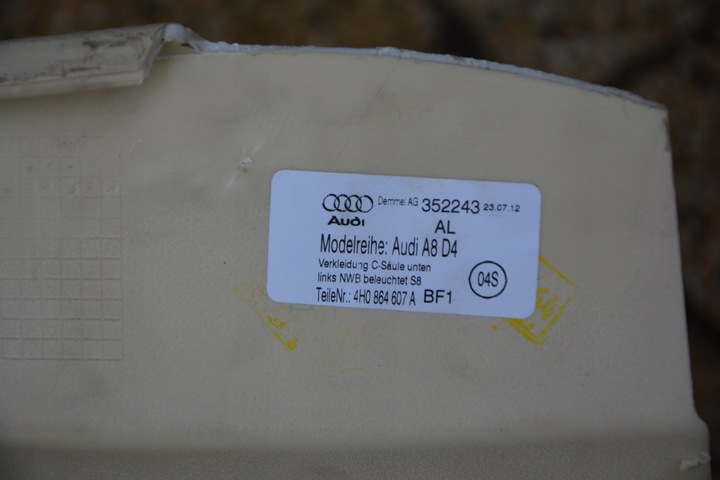 Demmel AG 352243 23.07.12
Audi
AL
Modelreihe: Audi A8 D4
Verkleidung C-Säule unten
links NWB beleuchtet S8
04S
TeileNr.: 4H0 864 607 A BF1